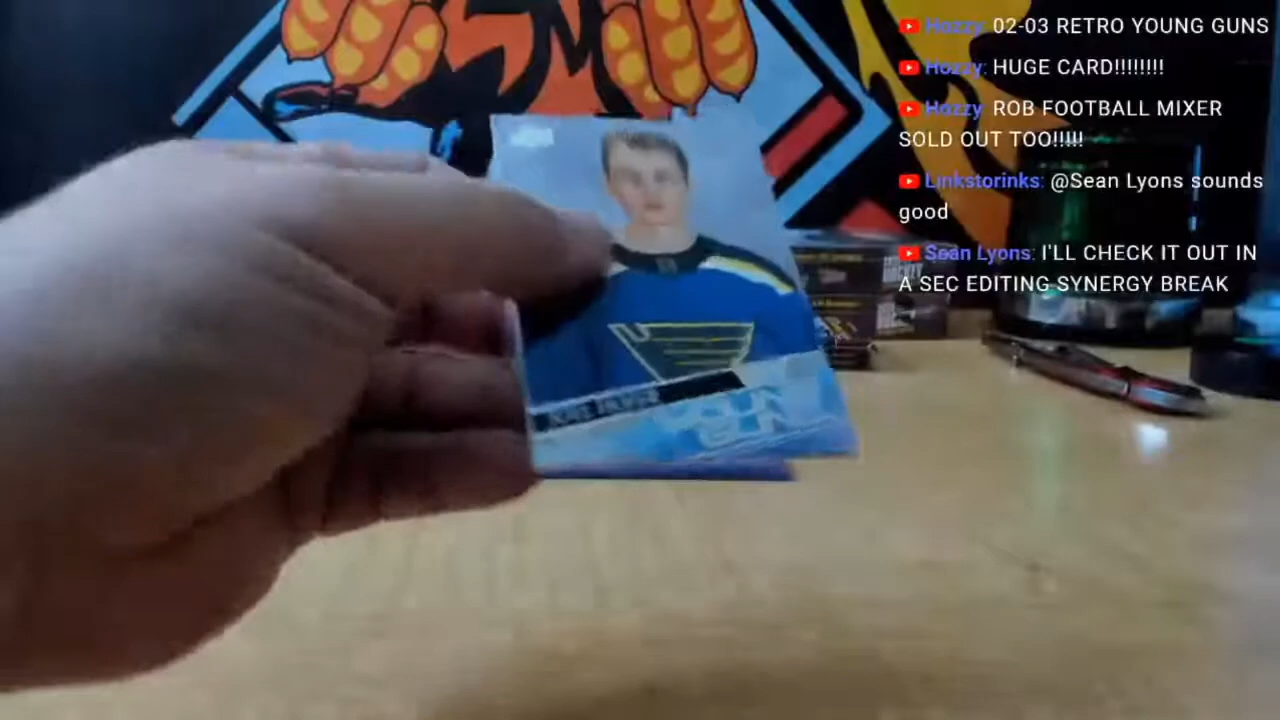 Hozzy: 02-03 RETRO YOUNG GUNS
Hozzy: HUGE CARD!!!!!!!!
Hozzy: ROB FOOTBALL MIXER
SOLD OUT TOO!!!!!
Linkstorinks: @Sean Lyons sounds
good
Sean Lyons: I'LL CHECK IT OUT IN
A SEC EDITING SYNERGY BREAK